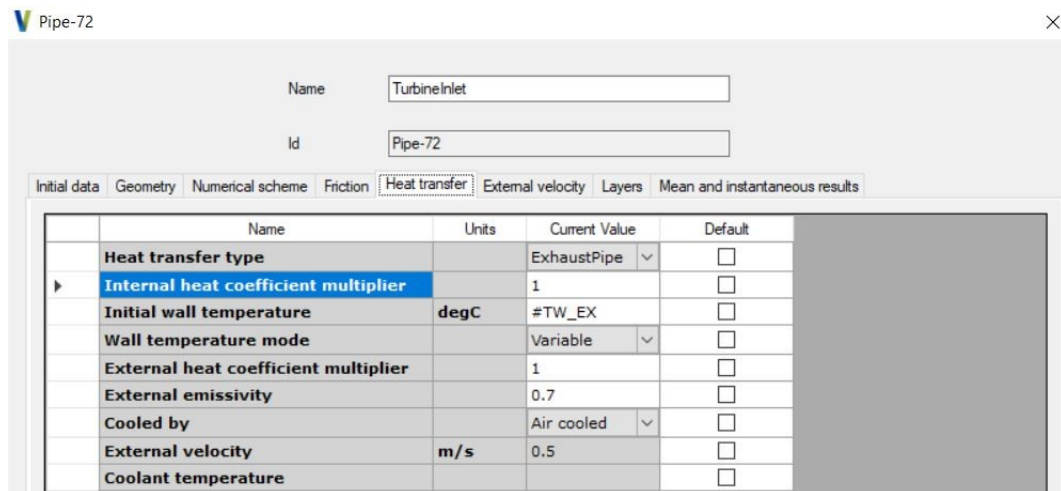 Pipe-72
Name TurbineInlet
Id Pipe-72
Initial data Geometry Numerical scheme Friction Heat transfer External velocity Layers Mean and instantaneous results
Name Units Current Value Default
Heat transfer type ExhaustPipe
Internal heat coefficient multiplier 1
Initial wall temperature degC #TW_EX
Wall temperature mode Variable
External heat coefficient multiplier 1
External emissivity 0.7
Cooled by Air cooled
External velocity m/s 0.5
Coolant temperature